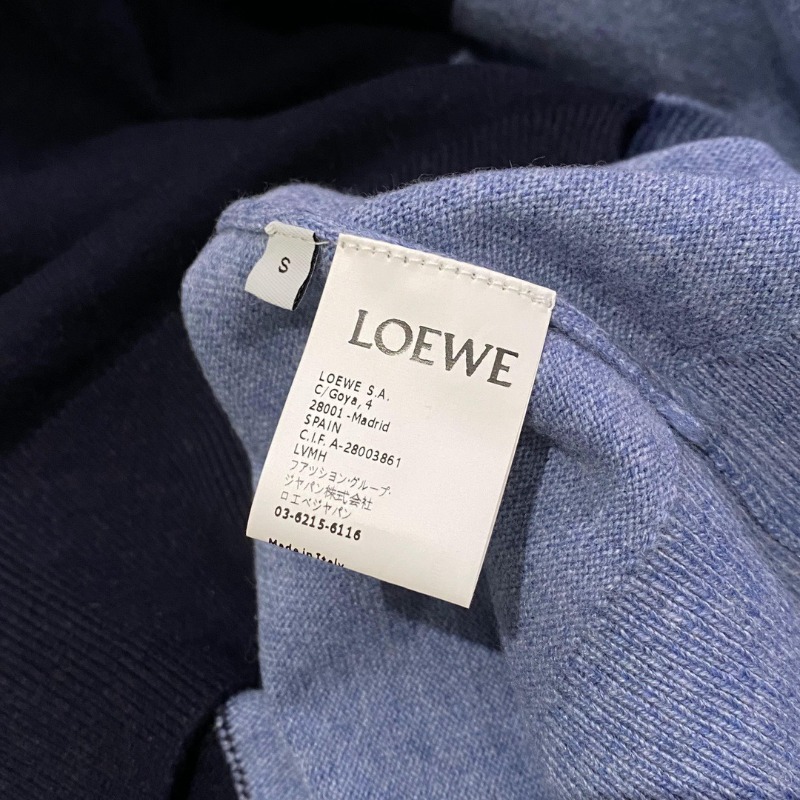 S
LOEWE
LOEWE S.A.
C/Goya, 4
28001 -Madrid
SPAIN
C.I.F. A-28003861
LVMH
ファッション・グループ・
ジャパン株式会社
ロエベジャパン
03-6215-6116
Made in Italy